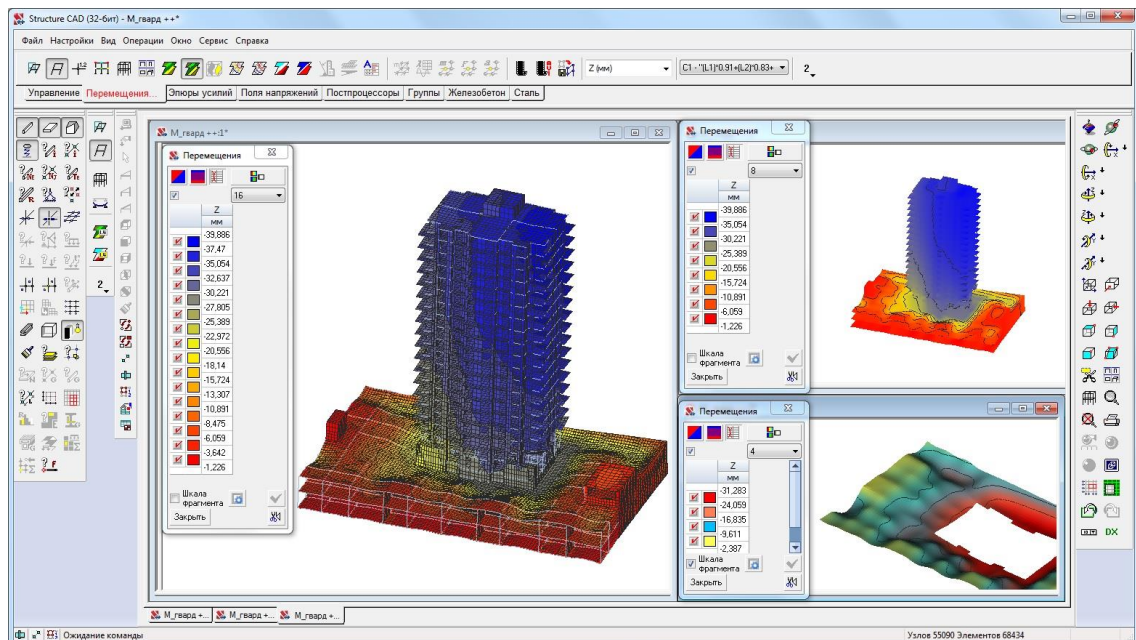 Structure CAD (32-бит) - М_гвард ++*
Файл Настройки Вид Операции Окно Сервис Справка
Z (мм)
C1 - "(L1)*0.91+(L2)*0.83+
2
Управление Перемещения... Эпюры усилий Поля напряжений Постпроцессоры Группы Железобетон Сталь
М_гвард ++:1*
Перемещения
16
Z
мм
-39,886
-37,47
-35,054
-32,637
-30,221
-27,805
-25,389
-22,972
-20,556
-18,14
-15,724
-13,307
-10,891
-8,475
-6,059
-3,642
-1,226
Шкала
фрагмента
Закрыть
Перемещения
8
Z
мм
-39,886
-35,054
-30,221
-25,389
-20,556
-15,724
-10,891
-6,059
-1,226
Шкала
фрагмента
Закрыть
Перемещения
4
Z
мм
-31,283
-24,059
-16,835
-9,611
-2,387
Шкала
фрагмента
Закрыть
2
DX
М_гвард +... М_гвард +... М_гвард +...
Ожидание команды
Узлов 55090 Элементов 68434